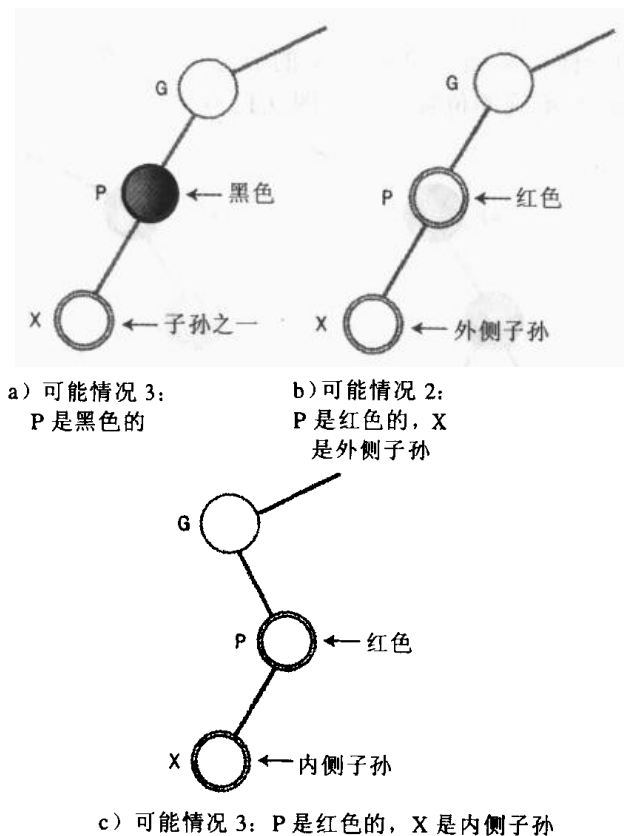 G
P ← 黑色
X ← 子孙之一
G
P ← 红色
X ← 外侧子孙
a) 可能情况 3:
P 是黑色的
b)可能情况 2:
P 是红色的, X
是外侧子孙
G
P ← 红色
X ← 内侧子孙
c) 可能情况 3: P 是红色的, X 是内侧子孙